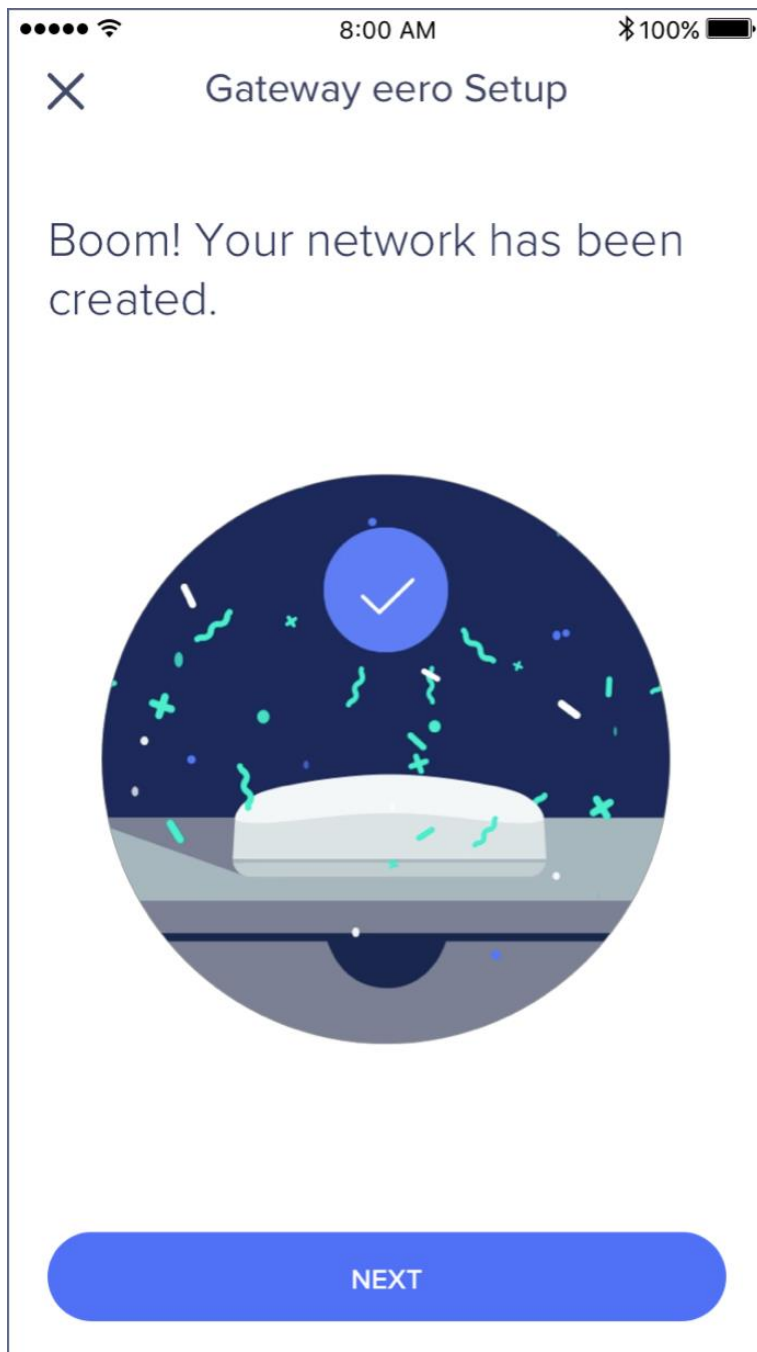 8:00 AM
100%
Gateway eero Setup
Boom! Your network has been
created.
NEXT